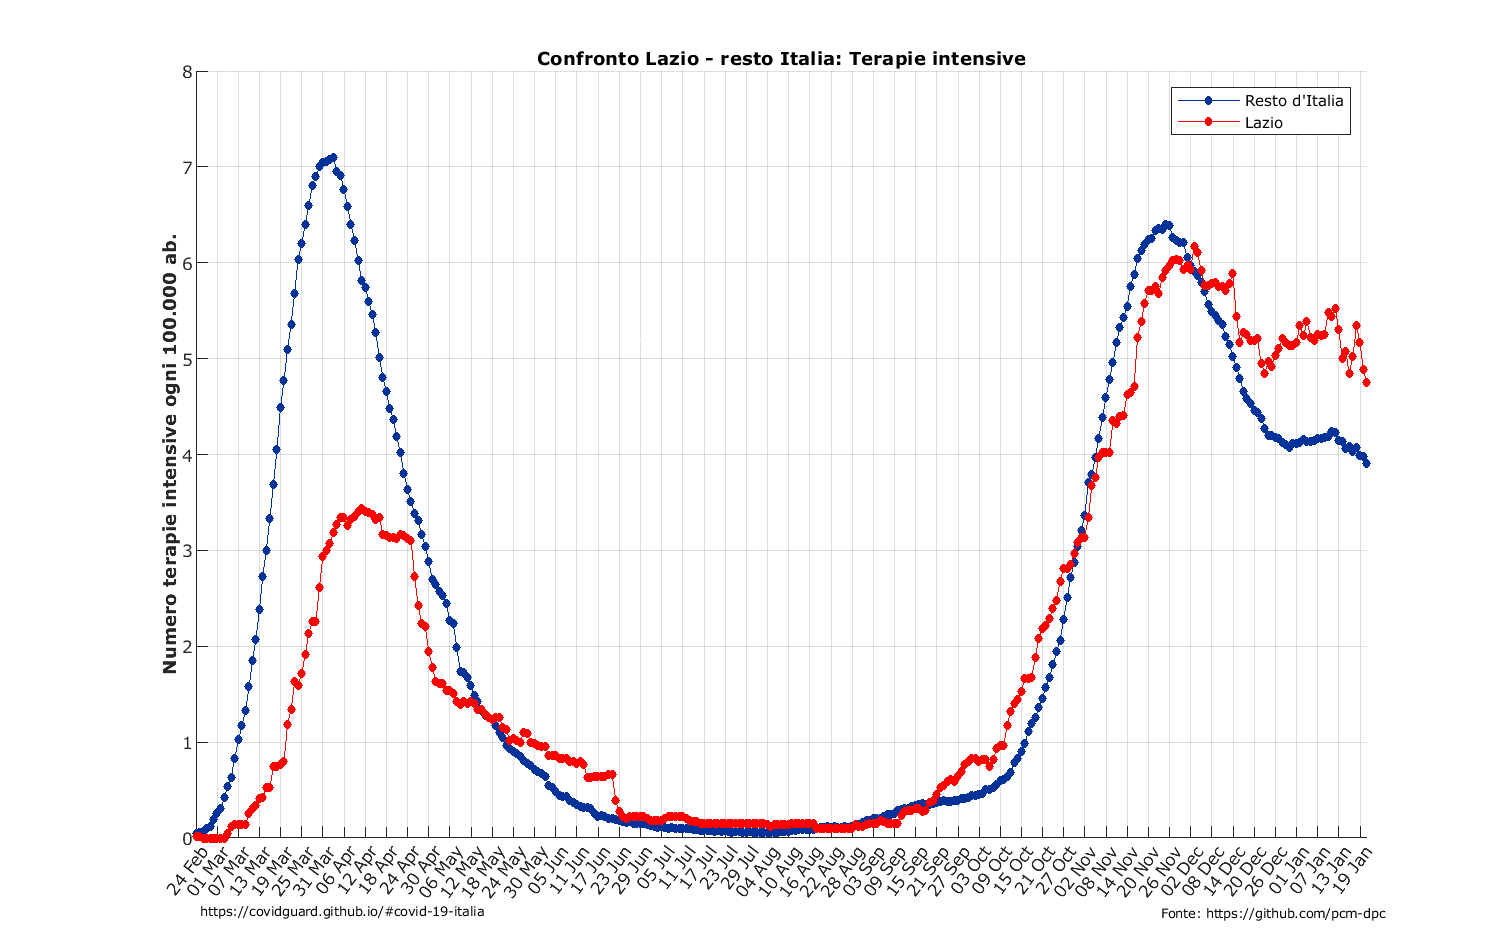 Confronto Lazio - resto Italia: Terapie intensive
Resto d'Italia
Lazio
Numero terapie intensive ogni 100.000 ab.
8
7
6
5
4
3
2
1
0
24 Feb
01 Mar
07 Mar
13 Mar
19 Mar
25 Mar
31 Mar
06 Apr
12 Apr
18 Apr
24 Apr
30 Apr
06 May
12 May
18 May
24 May
30 May
05 Jun
11 Jun
17 Jun
23 Jun
29 Jun
05 Jul
11 Jul
17 Jul
23 Jul
29 Jul
04 Aug
10 Aug
16 Aug
22 Aug
28 Aug
03 Sep
09 Sep
15 Sep
21 Sep
27 Sep
03 Oct
09 Oct
15 Oct
21 Oct
27 Oct
02 Nov
08 Nov
14 Nov
20 Nov
26 Nov
02 Dec
08 Dec
14 Dec
20 Dec
26 Dec
01 Jan
07 Jan
13 Jan
19 Jan
https://covidguard.github.io/#covid-19-italia
Fonte: https://github.com/pcm-dpc